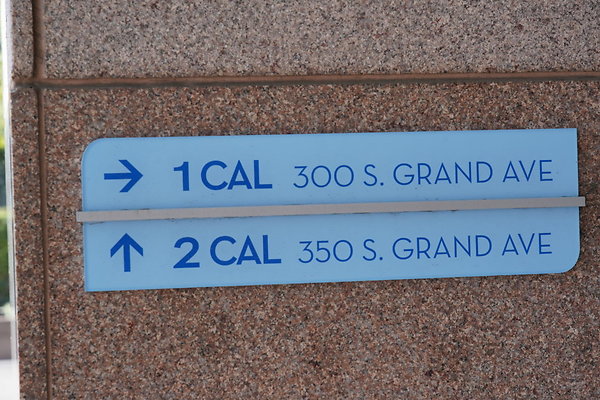 → 1 CAL 300 S. GRAND AVE
↑ 2 CAL 350 S. GRAND AVE